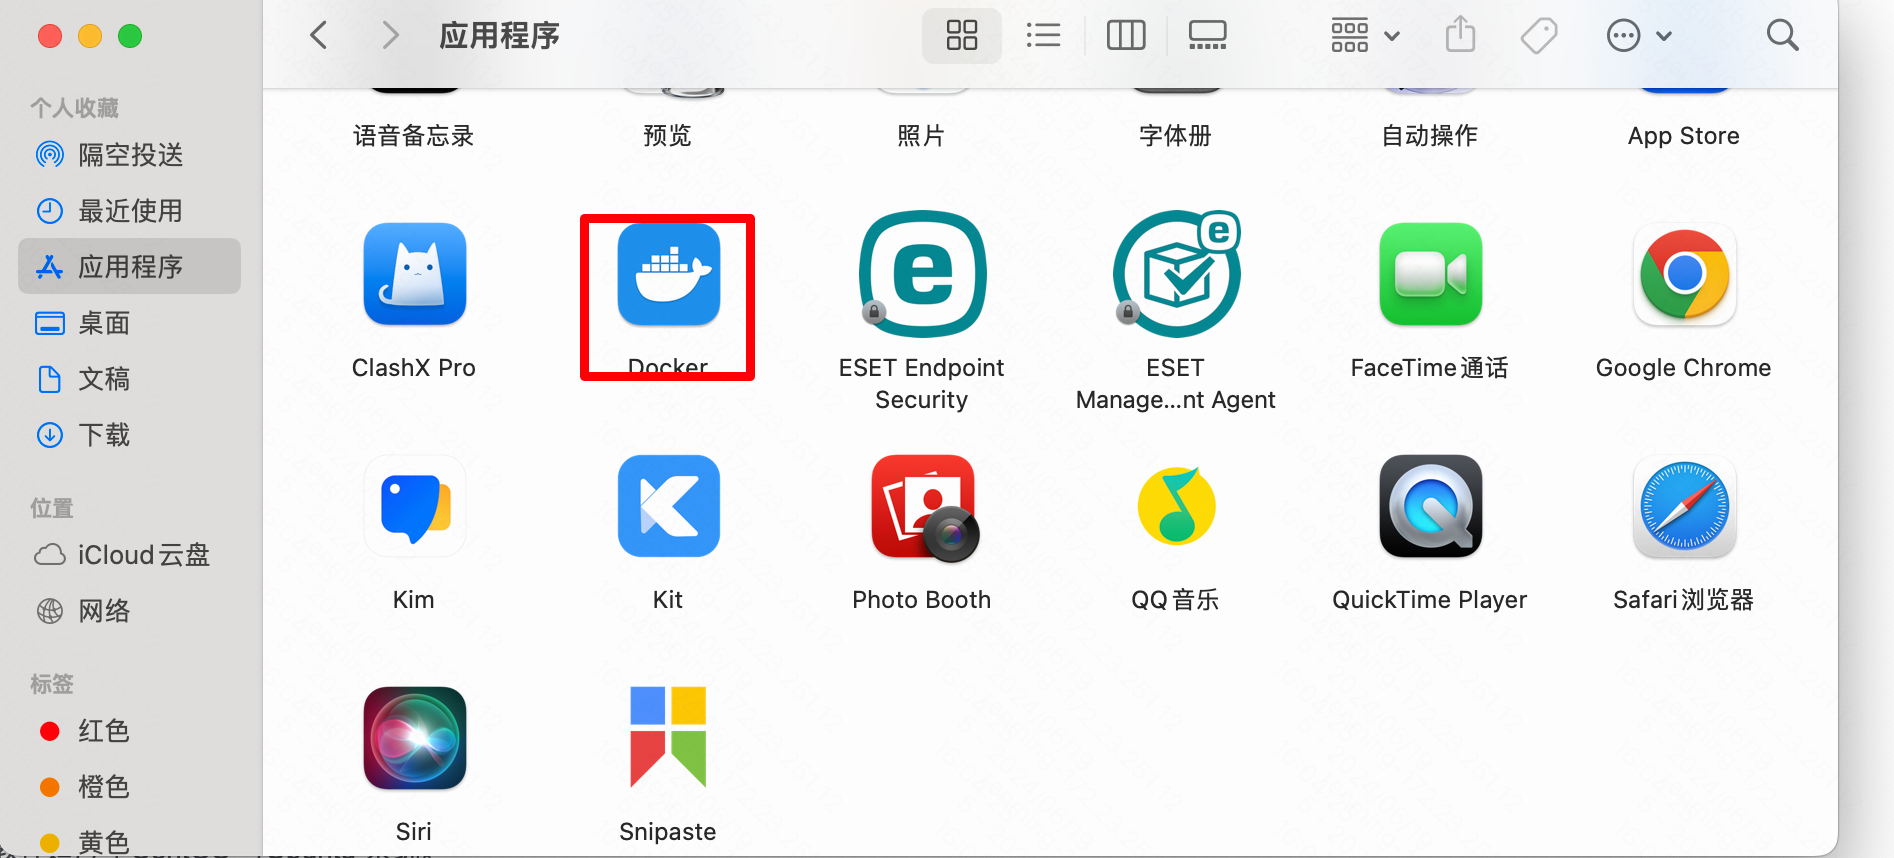 应用程序
个人收藏
隔空投送
最近使用
应用程序
桌面
文稿
下载
位置
iCloud云盘
网络
标签
红色
橙色
黄色
语音备忘录
预览
照片
字体册
自动操作
App Store
ClashX Pro
Docker
ESET Endpoint
Security
ESET
Manage...nt Agent
FaceTime通话
Google Chrome
Kim
Kit
Photo Booth
QQ音乐
QuickTime Player
Safari浏览器
Siri
Snipaste